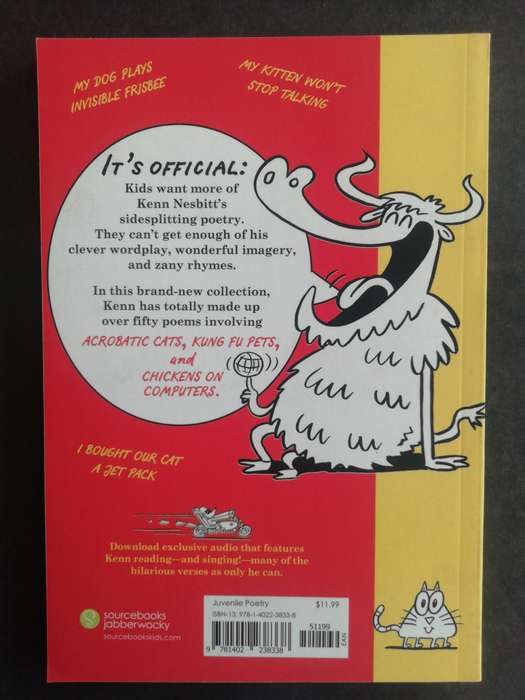 MY DOG PLAYS
INVISIBLE FRISBEE
MY KITTEN WON'T
STOP TALKING
IT'S OFFICIAL:
Kids want more of
Kenn Nesbitt's
sidesplitting poetry.
They can't get enough of his
clever wordplay, wonderful imagery,
and zany rhymes.
In this brand-new collection,
Kenn has totally made up
over fifty poems involving
ACROBATIC CATS, KUNG FU PETS,
and
CHICKENS ON
COMPUTERS.
I BOUGHT OUR CAT
A JET PACK
Download exclusive audio that features
Kenn reading—and singing!—many of the
hilarious verses as only he can.
S
sourcebooks
jabberwocky
sourcebookskids.com
Juvenile Poetry
$11.99
ISBN-13: 978-1-4022-3833-8
51199
EAN
9 781402 238338